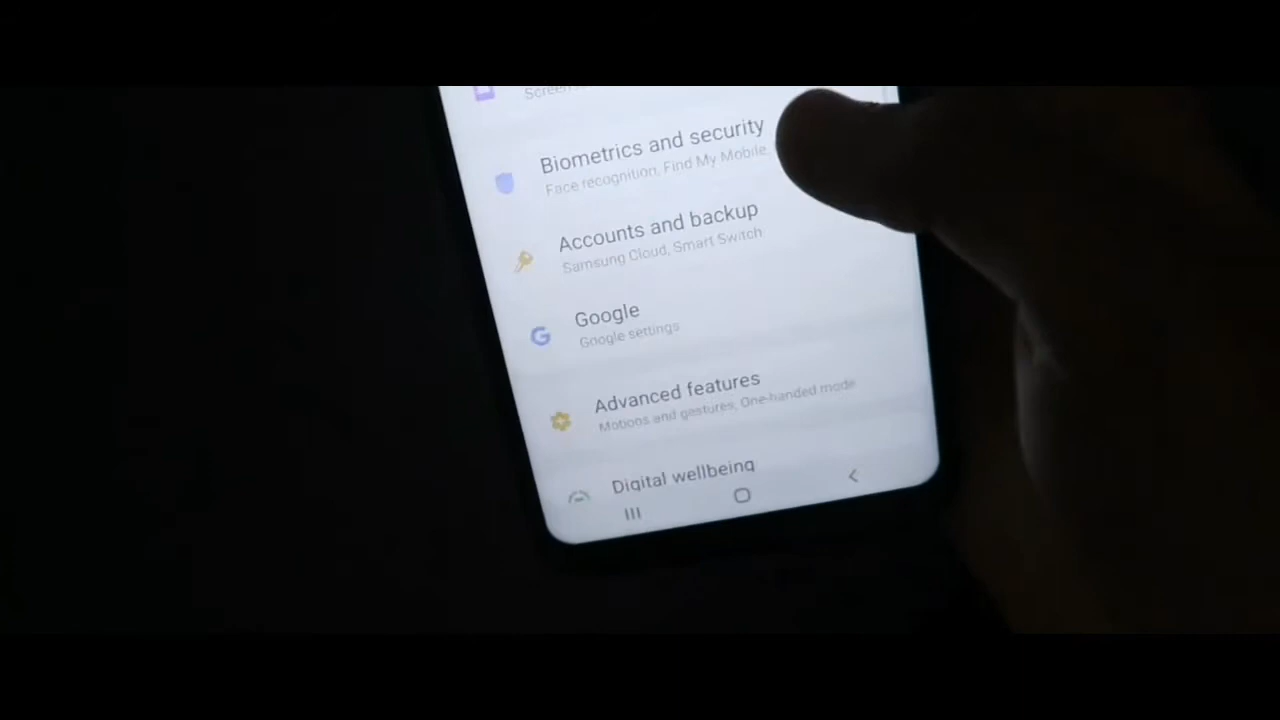 Biometrics and security
Face recognition, Find My Mobile,
Accounts and backup
Samsung Cloud, Smart Switch
Google
Google settings
Advanced features
Motions and gestures, One-handed mode
Digital wellbeing